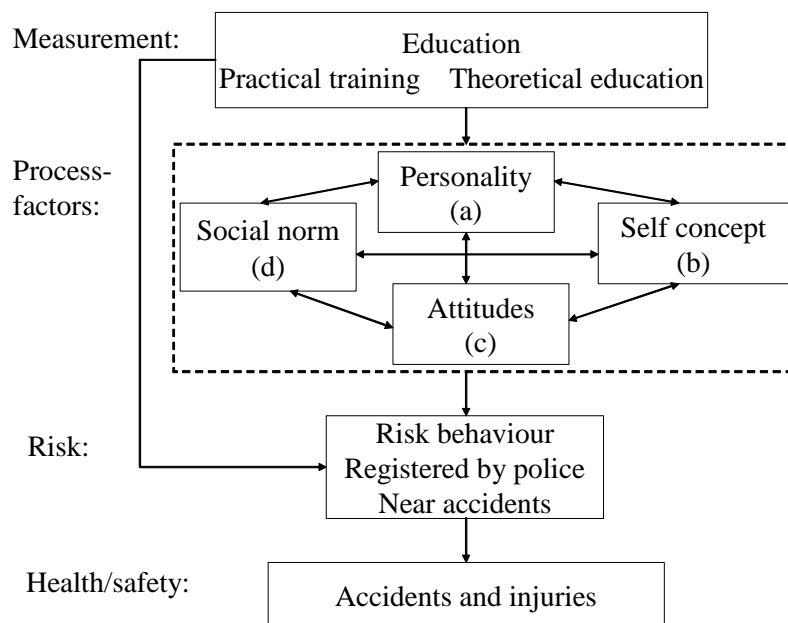 Measurement:
Education
Practical training Theoretical education
Process-
factors:
Personality
(a)
Social norm
(d)
Self concept
(b)
Attitudes
(c)
Risk:
Risk behaviour
Registered by police
Near accidents
Health/safety:
Accidents and injuries